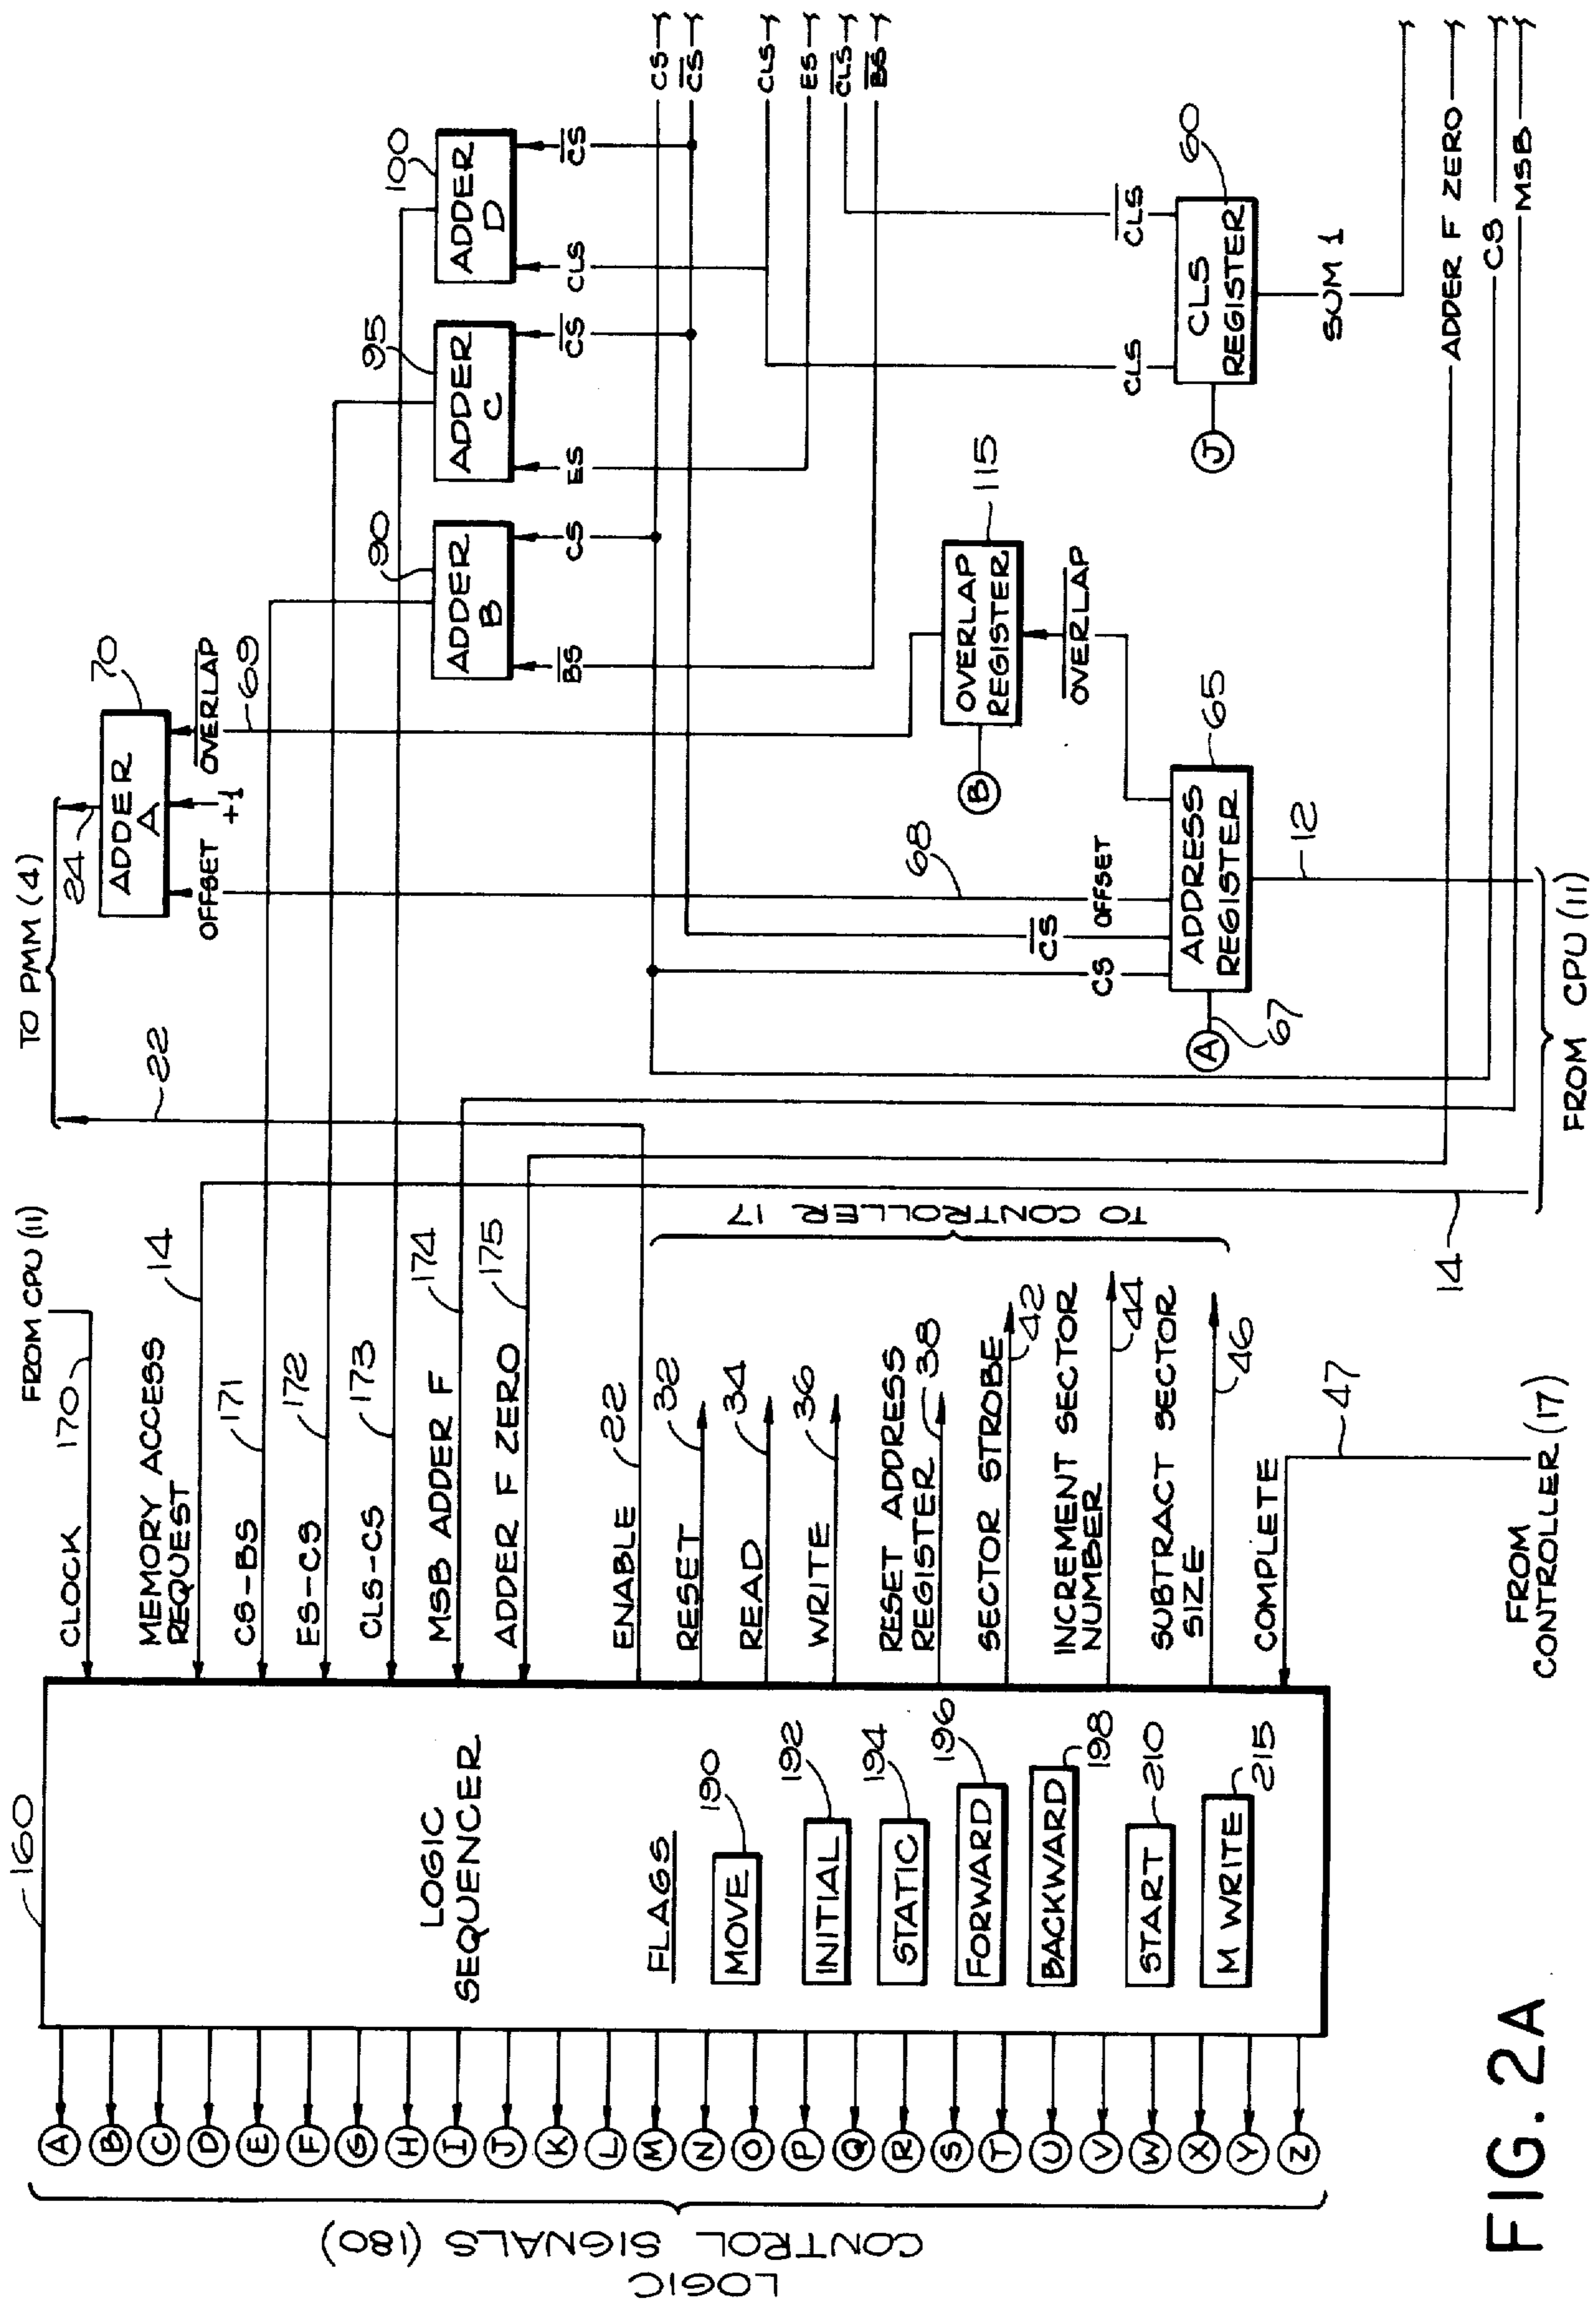 160
LOGIC
SEQUENCER
FLAGS
MOVE
190
INITIAL
192
STATIC
194
FORWARD
196
BACKWARD
198
START
210
M WRITE
215
LOGIC
CONTROL SIGNALS (180)
A
B
C
D
E
F
G
H
I
J
K
L
M
N
O
P
Q
R
S
T
U
V
W
X
Y
Z
FROM CPU (11)
CLOCK
170
MEMORY ACCESS
REQUEST
14
CS-BS
171
ES-CS
172
CLS-CS
173
MSB ADDER F
174
ADDER F ZERO
175
ENABLE
22
RESET
32
READ
34
WRITE
36
RESET ADDRESS
REGISTER
38
SECTOR STROBE
42
INCREMENT SECTOR
NUMBER
44
SUBTRACT SECTOR
SIZE
46
COMPLETE
47
FROM
CONTROLLER (17)
TO CONTROLLER 17
14
TO PMM (4)
22
24
ADDER
A
70
OFFSET
+1
OVERLAP
69
ADDER
B
90
BS
CS
ADDER
C
95
ES
CS
ADDER
D
100
CLS
CS
CS
CS
CLS
ES
CLS
BS
OVERLAP
REGISTER
115
B
OVERLAP
68
CS
CS
OFFSET
ADDRESS
REGISTER
65
A
67
12
FROM CPU (11)
CLS
CLS
CLS
REGISTER
60
J
SUM 1
ADDER F ZERO
CS
MSB
FIG. 2A